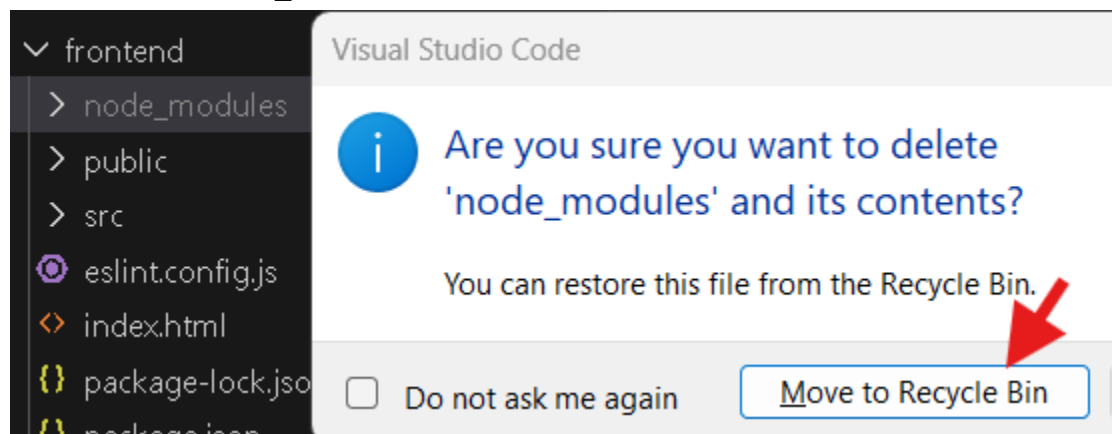 frontend
node_modules
public
src
eslint.config.js
index.html
package-lock.jso
package.json
Visual Studio Code
Are you sure you want to delete
'node_modules' and its contents?
You can restore this file from the Recycle Bin.
Do not ask me again
Move to Recycle Bin